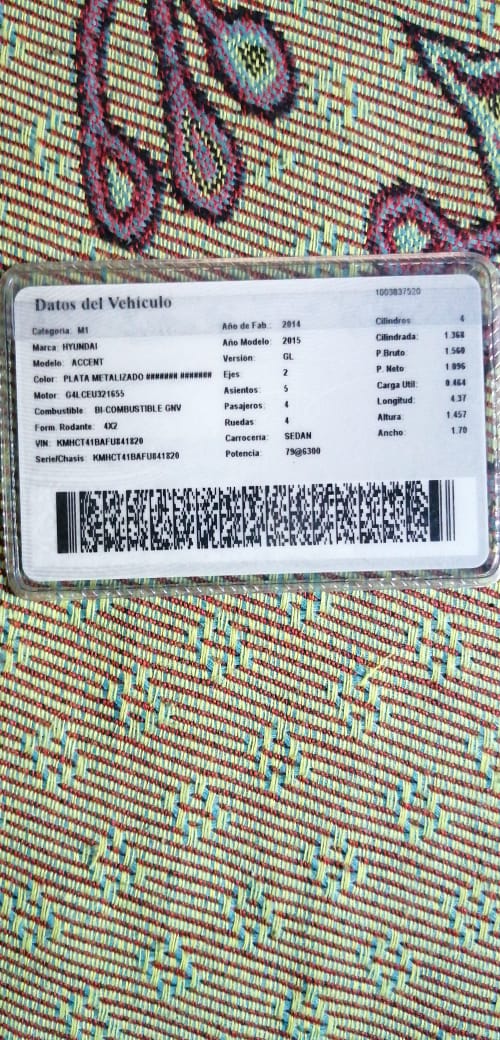 Datos del Vehículo
1003837520
Categoria: M1
Marca: HYUNDAI
Modelo: ACCENT
Color: PLATA METALIZADO ####### #######
Motor: G4LCEU321655
Combustible: BI-COMBUSTIBLE GNV
Form. Rodante: 4X2
VIN: KMHCT41BAFU841820
Serie/Chasis: KMHCT41BAFU841820
Año de Fab.: 2014
Año Modelo: 2015
Versión: GL
Ejes 2
Asientos: 5
Pasajeros: 4
Ruedas: 4
Carrocería: SEDAN
Potencia: 79@6300
Cilindros 4
Cilindrada: 1.368
P.Bruto: 1.560
P. Neto 1.096
Carga Util: 0.464
Longitud: 4.37
Altura: 1.457
Ancho: 1.70